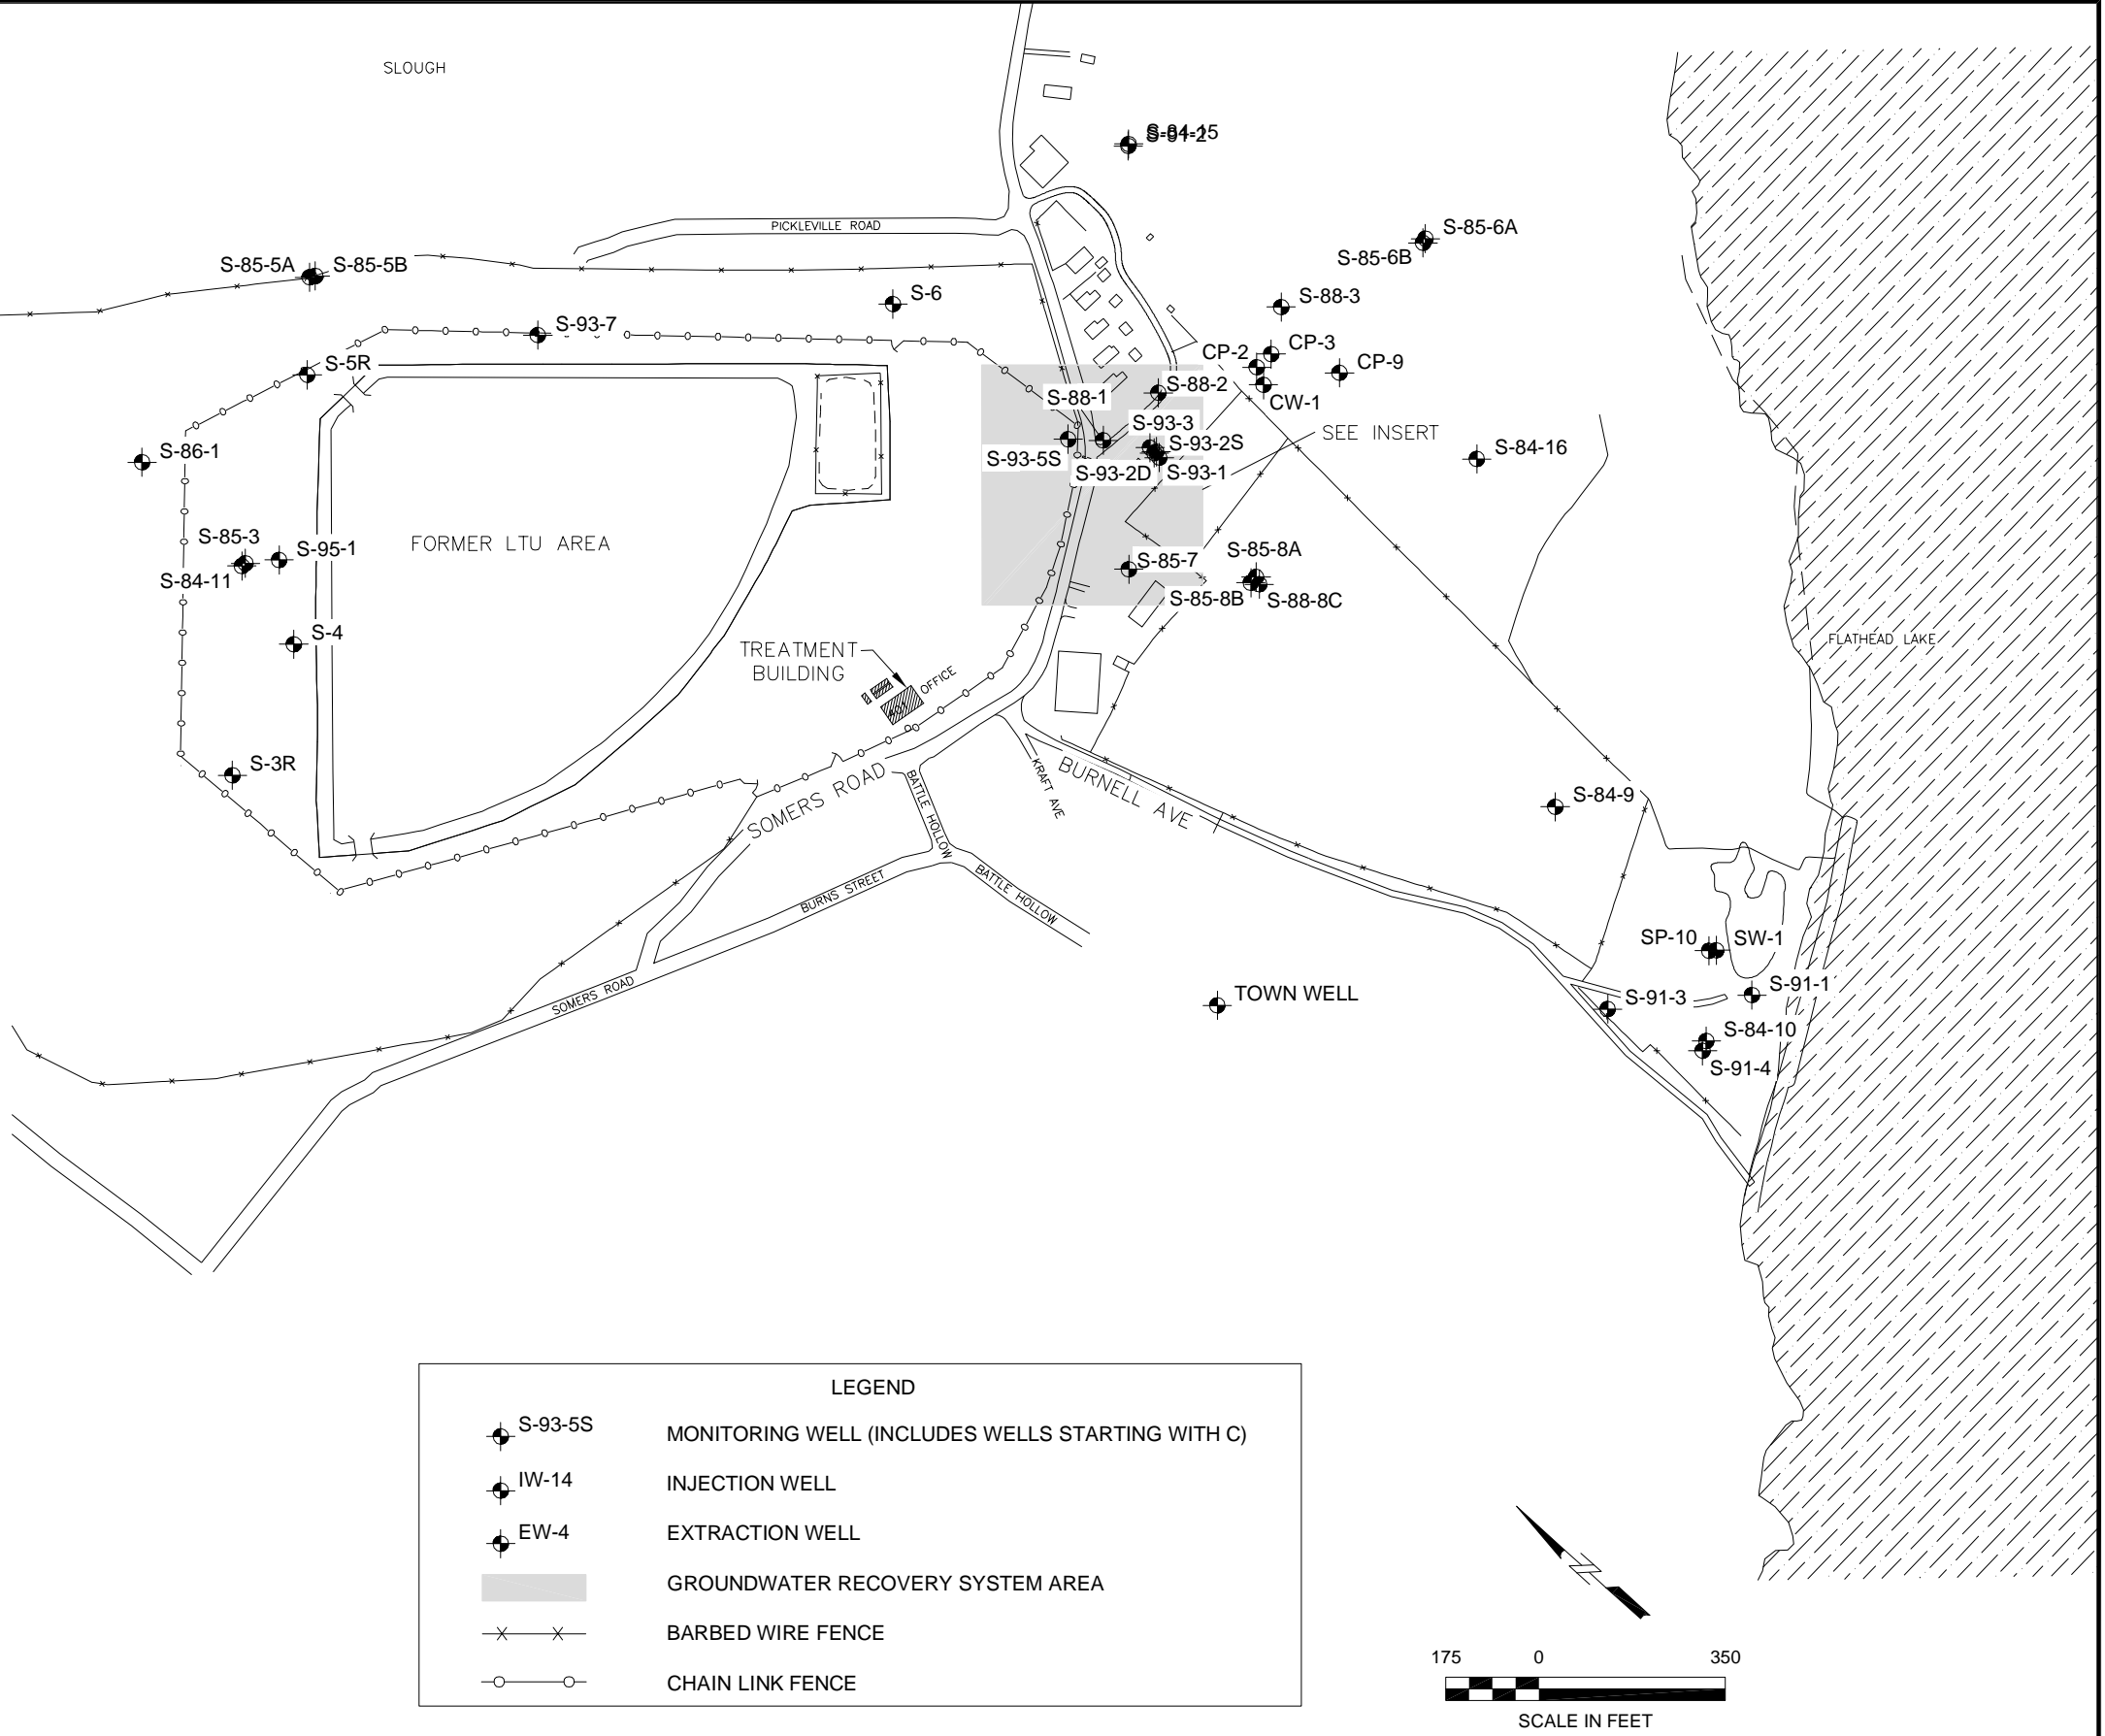 SLOUGH
S-91-2
PICKLEVILLE ROAD
S-85-6A
S-85-6B
S-85-5A
S-85-5B
S-6
S-88-3
S-93-7
CP-3
CP-2
CP-9
S-5R
S-88-2
S-88-1
CW-1
S-93-3
SEE INSERT
S-93-2S
S-84-16
S-93-5S
S-93-2D
S-93-1
S-86-1
S-85-3
S-95-1
FORMER LTU AREA
S-84-11
S-85-7
S-85-8A
S-85-8B
S-88-8C
S-4
FLATHEAD LAKE
TREATMENT
BUILDING
OFFICE
S-3R
KRAFT AVE
BURNELL AVE
SOMERS ROAD
BATTLE HOLLOW
S-84-9
BURNS STREET
BATTLE HOLLOW
SP-10
SW-1
SOMERS ROAD
TOWN WELL
S-91-1
S-91-3
S-84-10
S-91-4
LEGEND
S-93-5S
MONITORING WELL (INCLUDES WELLS STARTING WITH C)
IW-14
INJECTION WELL
EW-4
EXTRACTION WELL
GROUNDWATER RECOVERY SYSTEM AREA
BARBED WIRE FENCE
CHAIN LINK FENCE
175 0 350
SCALE IN FEET